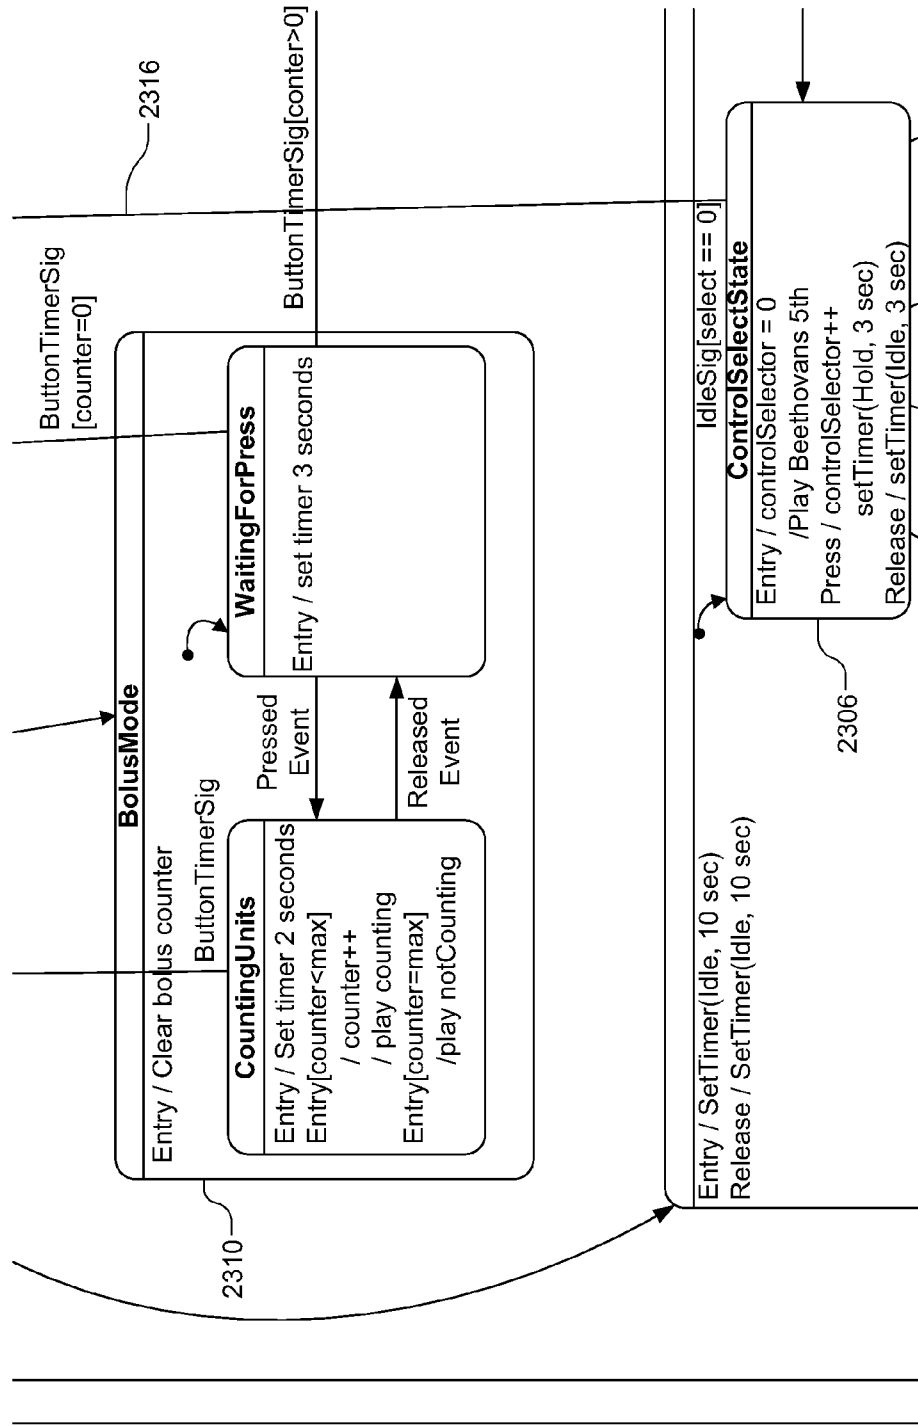 2316
ButtonTimerSig
[counter=0]
ButtonTimerSig[conter>0]
BolusMode
Entry / Clear bolus counter
ButtonTimerSig
CountingUnits
Entry / Set timer 2 seconds
Entry[counter<max]
/ counter++
/ play counting
Entry[counter=max]
/play notCounting
Pressed
Event
Released
Event
WaitingForPress
Entry / set timer 3 seconds
2310
Entry / SetTimer(Idle, 10 sec)
Release / SetTimer(Idle, 10 sec)
IdleSig[select == 0]
ControlSelectState
Entry / controlSelector = 0
/Play Beethovans 5th
Press / controlSelector++
setTimer(Hold, 3 sec)
Release / setTimer(Idle, 3 sec)
2306